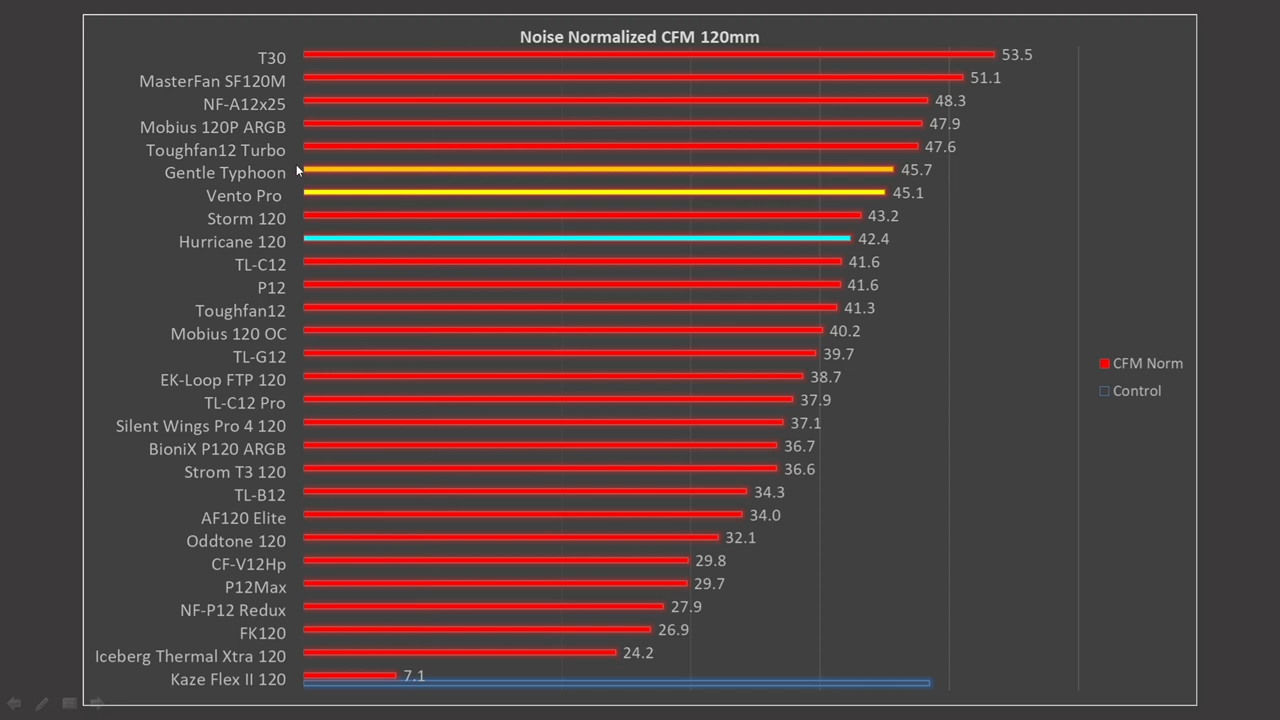 Noise Normalized CFM 120mm
T30 53.5
MasterFan SF120M 51.1
NF-A12x25 48.3
Mobius 120P ARGB 47.9
Toughfan12 Turbo 47.6
Gentle Typhoon 45.7
Vento Pro 45.1
Storm 120 43.2
Hurricane 120 42.4
TL-C12 41.6
P12 41.6
Toughfan12 41.3
Mobius 120 OC 40.2
TL-G12 39.7
CFM Norm
EK-Loop FTP 120 38.7
Control
TL-C12 Pro 37.9
Silent Wings Pro 4 120 37.1
BioniX P120 ARGB 36.7
Strom T3 120 36.6
TL-B12 34.3
AF120 Elite 34.0
Oddtone 120 32.1
CF-V12Hp 29.8
P12Max 29.7
NF-P12 Redux 27.9
FK120 26.9
Iceberg Thermal Xtra 120 24.2
Kaze Flex II 120 7.1